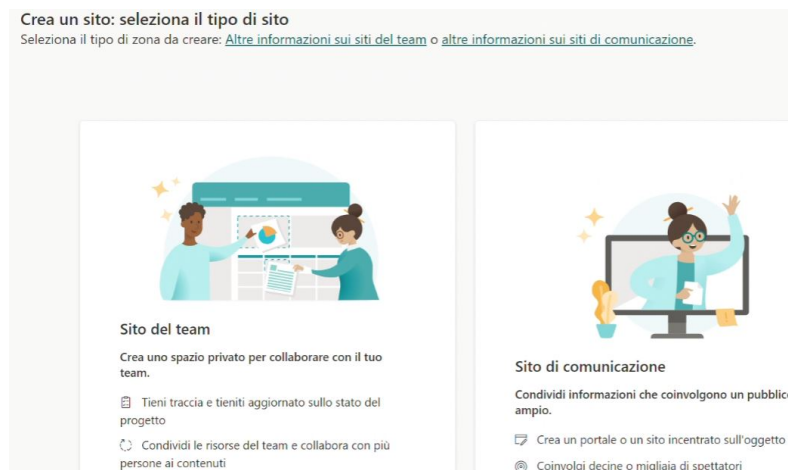 Crea un sito: seleziona il tipo di sito
Seleziona il tipo di zona da creare: Altre informazioni sui siti del team o altre informazioni sui siti di comunicazione.
Sito del team
Crea uno spazio privato per collaborare con il tuo
team.
Tieni traccia e tieniti aggiornato sullo stato del
progetto
Condividi le risorse del team e collabora con più
persone ai contenuti
Sito di comunicazione
Condividi informazioni che coinvolgono un pubblico
ampio.
Crea un portale o un sito incentrato sull'oggetto
Coinvolgi decine o migliaia di spettatori